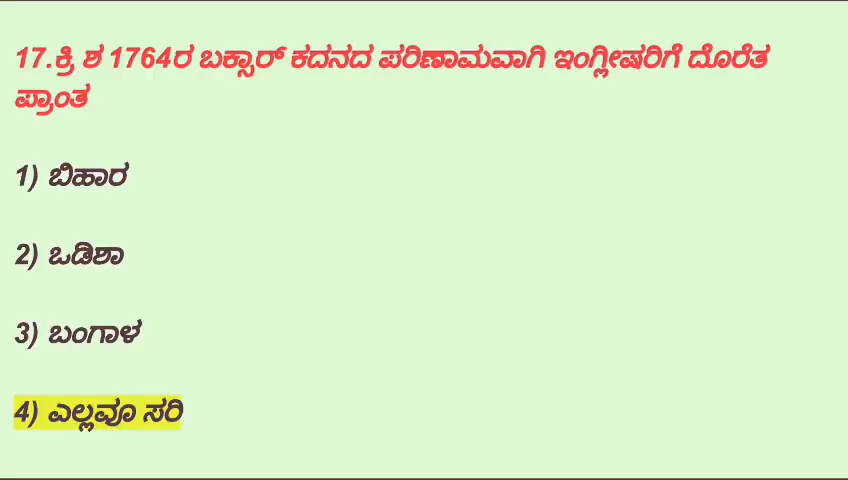 17.ಕ್ರಿ ಶ 1764ರ ಬಕ್ಸಾರ್ ಕದನದ ಪರಿಣಾಮವಾಗಿ ಇಂಗ್ಲೀಷರಿಗೆ ದೊರೆತ
ಪ್ರಾಂತ
1) ಬಿಹಾರ
2) ಒಡಿಶಾ
3) ಬಂಗಾಳ
4) ಎಲ್ಲವೂ ಸರಿ